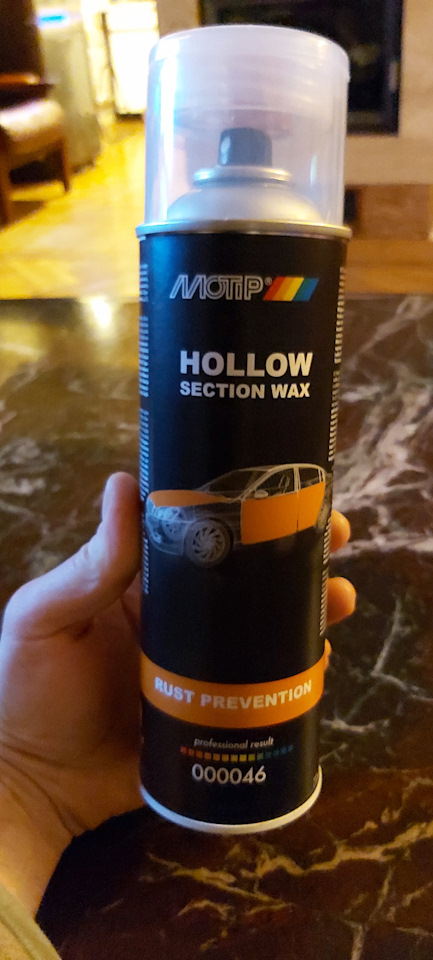 MOTIP®
HOLLOW
SECTION WAX
RUST PREVENTION
professional result
000046